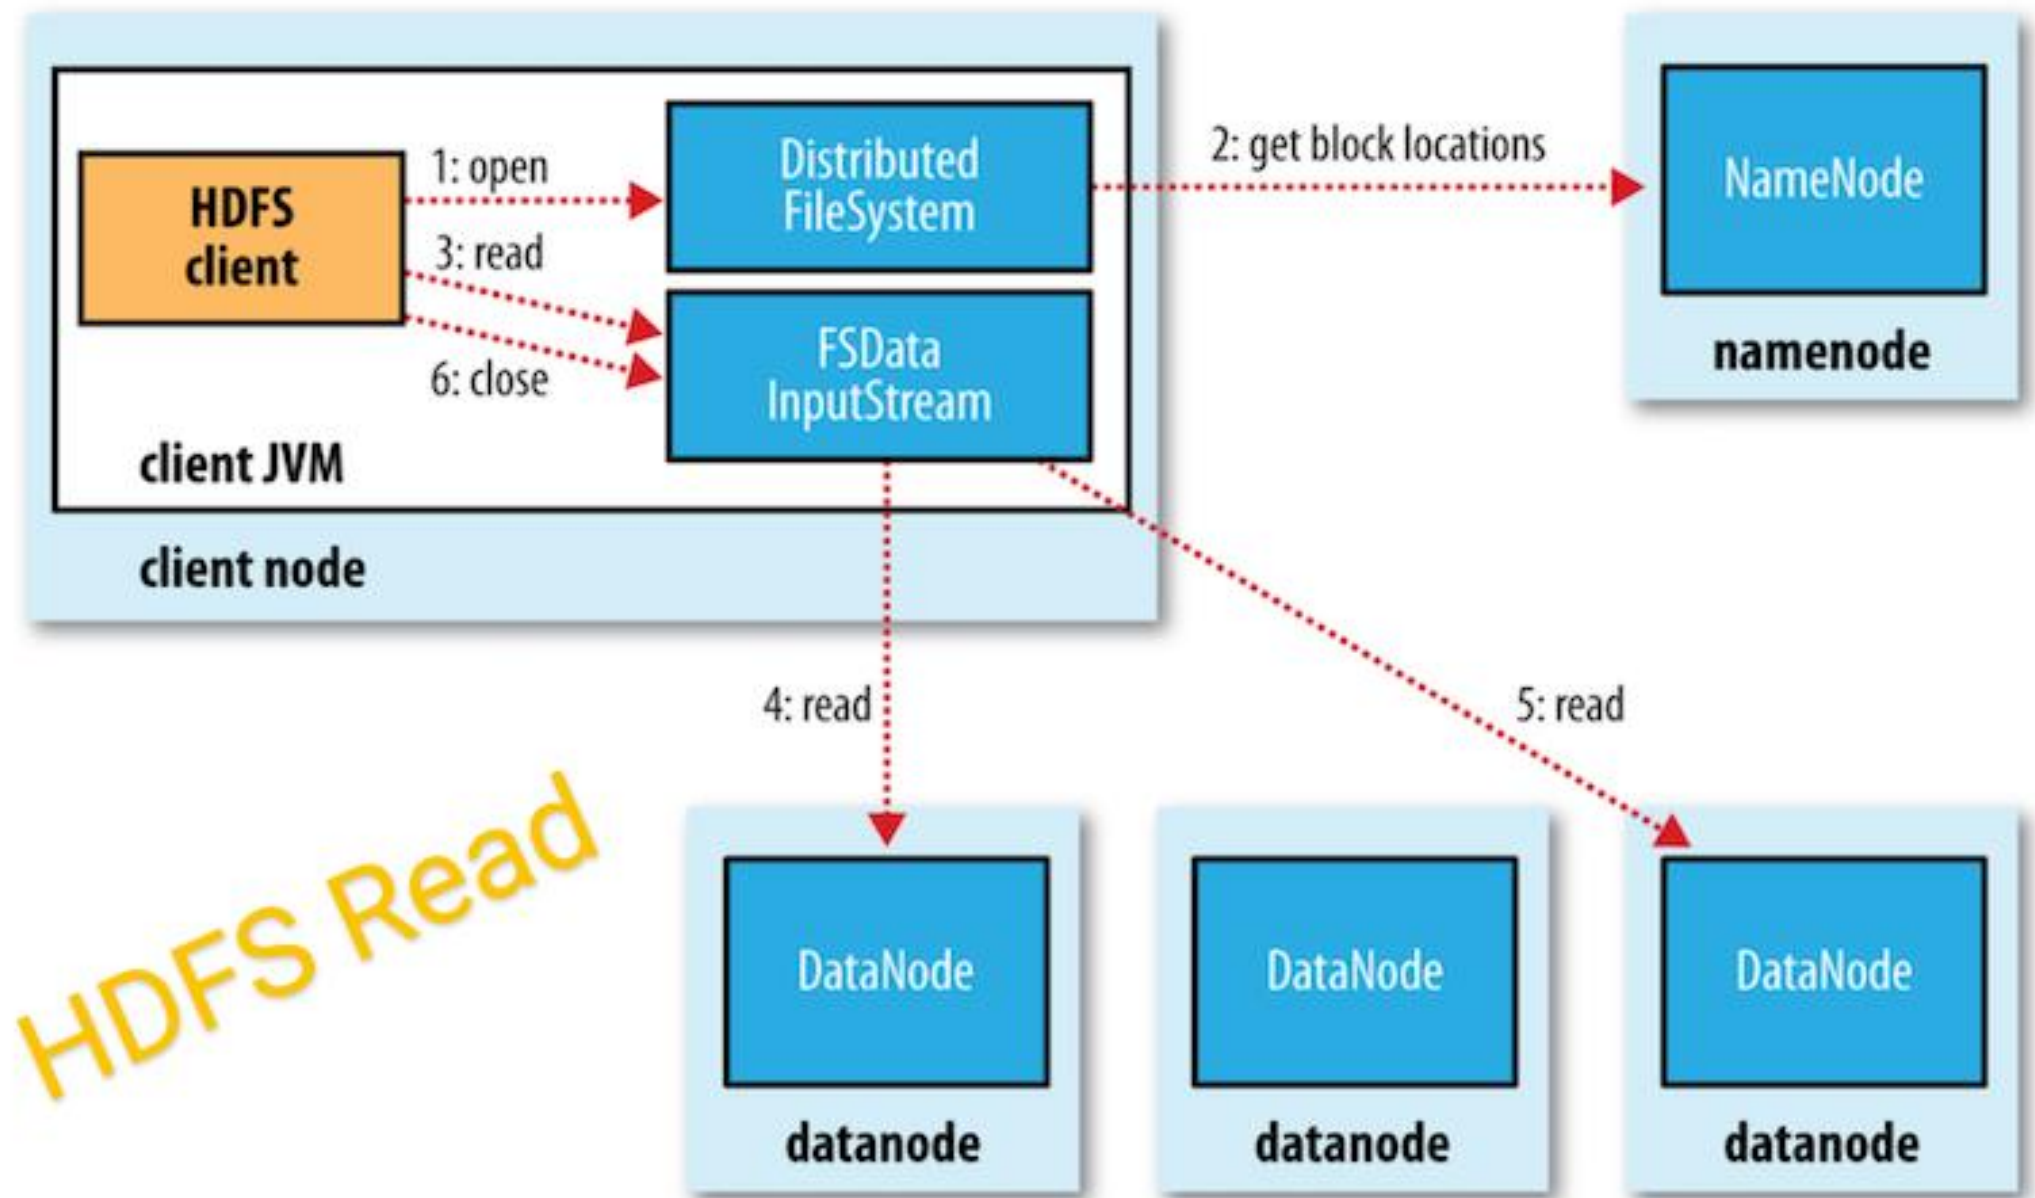 HDFS
client
1: open
3: read
6: close
Distributed
FileSystem
FSData
InputStream
client JVM
client node
2: get block locations
NameNode
namenode
4: read
5: read
HDFS Read
DataNode
datanode
DataNode
datanode
DataNode
datanode